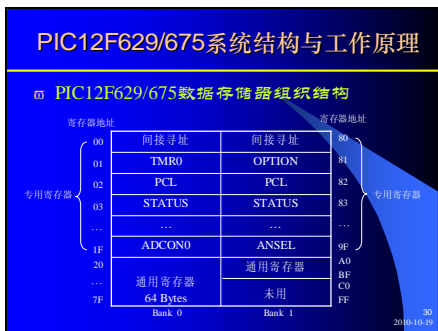 PIC12F629/675系统结构与工作原理
ϖ PIC12F629/675数据存储器组织结构
寄存器地址 寄存器地址
00 间接寻址 间接寻址 80
01 TMR0 OPTION 81
02 PCL PCL 82
专用寄存器 专用寄存器
03 STATUS STATUS 83
… … … …
1F ADCON0 ANSEL 9F
20 通用寄存器 A0
… 通用寄存器 BF
64 Bytes 未用 C0
7F FF
Bank 0 Bank 1
30
2010-10-19